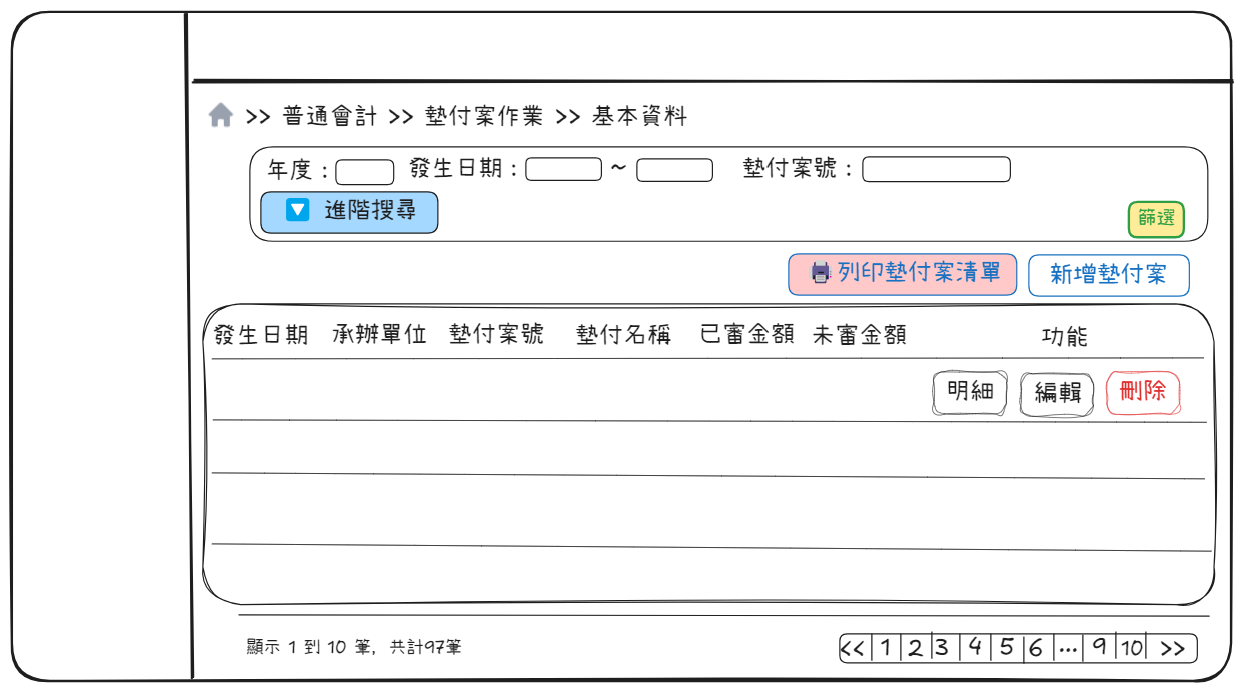 >> 普通會計 >> 墊付案作業 >> 基本資料
年度： 發生日期： ~ 墊付案號：
進階搜尋
篩選
列印墊付案清單 新增墊付案
發生日期 承辦單位 墊付案號 墊付名稱 已審金額 未審金額 功能
明細 編輯 刪除
顯示 1 到 10 筆, 共計97筆 << 1 2 3 4 5 6 ... 9 10 >>